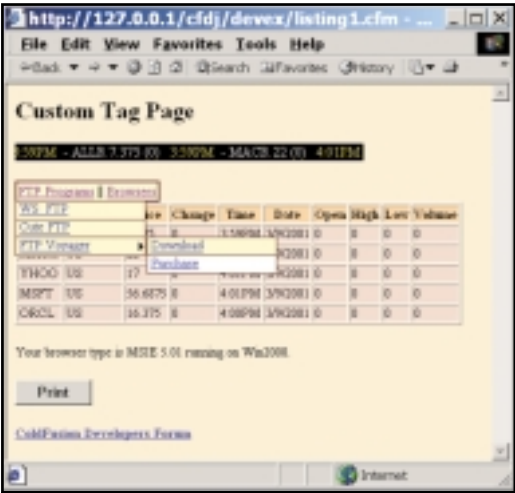 http://127.0.0.1/cfdj/devex/listing1.cfm - ...
File Edit View Favorites Tools Help
Back Search Favorites History
Custom Tag Page
3:59PM - ALLR 7.375 (0) 3:59PM - MACR 22 (0) 4:01PM
FTP Programs | Browsers
WS_FTP
Cute FTP
FTP Voyager
Download
Purchase
Change Time Date Open High Low Volume
0 3:59PM 3/9/2001 0 0 0 0
3/9/2001 0 0 0 0
YHOO US 17 0 3/9/2001 0 0 0 0
MSFT US 56.6875 0 4:01PM 3/9/2001 0 0 0 0
ORCL US 16.375 0 4:00PM 3/9/2001 0 0 0 0
Your browser type is MSIE 5.01 running on Win2000.
Print
ColdFusion Developers Forum
Internet